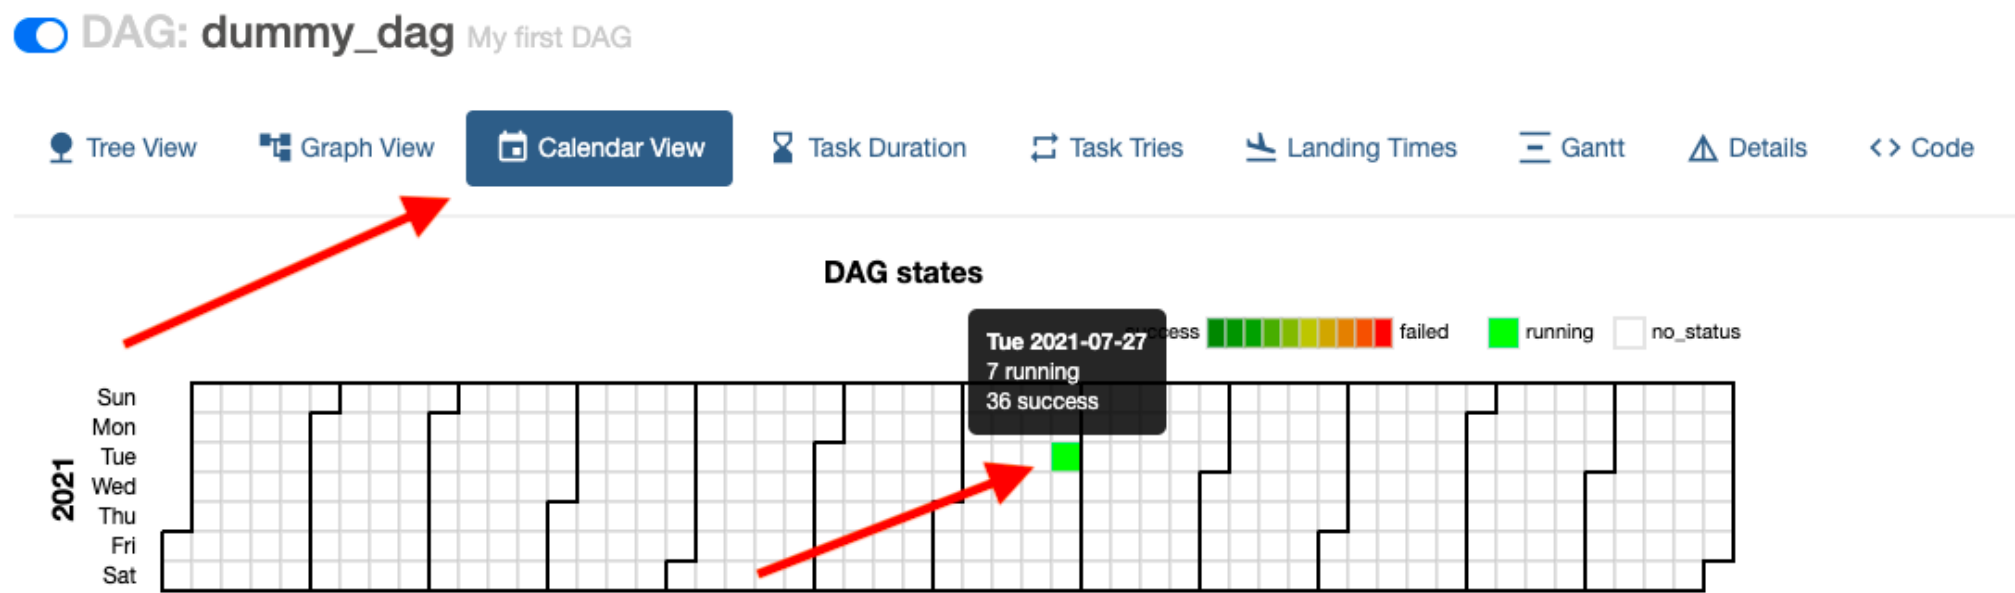 DAG: dummy_dag My first DAG
Tree View Graph View Calendar View Task Duration Task Tries Landing Times Gantt Details Code
DAG states
success failed running no_status
Tue 2021-07-27
7 running
36 success
2021
Sun
Mon
Tue
Wed
Thu
Fri
Sat